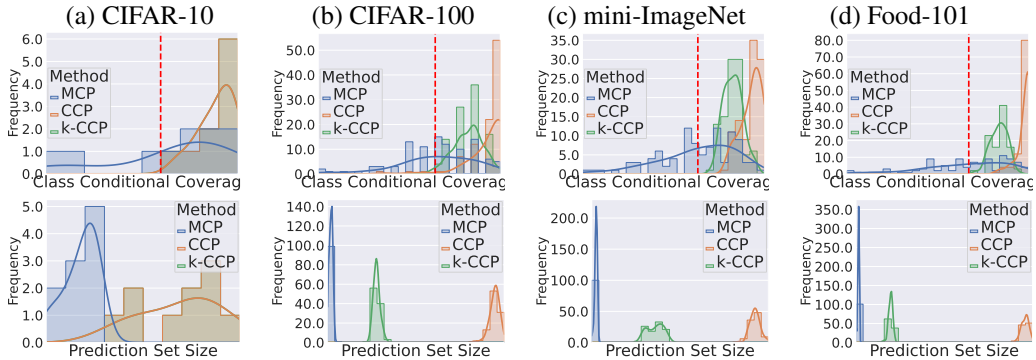 (a) CIFAR-10
(b) CIFAR-100
(c) mini-ImageNet
(d) Food-101
6.0
5.0
4.0
3.0
2.0
1.0
0.0
Frequency
Method
MCP
CCP
k-CCP
Class Conditional Coverag
50.0
40.0
30.0
20.0
10.0
0.0
Frequency
Method
MCP
CCP
k-CCP
Class Conditional Coverag
35.0
30.0
25.0
20.0
15.0
10.0
5.0
0.0
Frequency
Method
MCP
CCP
k-CCP
Class Conditional Coverag
80.0
70.0
60.0
50.0
40.0
30.0
20.0
10.0
0.0
Frequency
Method
MCP
CCP
k-CCP
Class Conditional Coverag
5.0
4.0
3.0
2.0
1.0
0.0
Frequency
Method
MCP
CCP
k-CCP
Prediction Set Size
140.0
120.0
100.0
80.0
60.0
40.0
20.0
0.0
Frequency
Method
MCP
CCP
k-CCP
Prediction Set Size
200.0
150.0
100.0
50.0
0.0
Frequency
Method
MCP
CCP
k-CCP
Prediction Set Size
350.0
300.0
250.0
200.0
150.0
100.0
50.0
0.0
Frequency
Method
MCP
CCP
k-CCP
Prediction Set Size